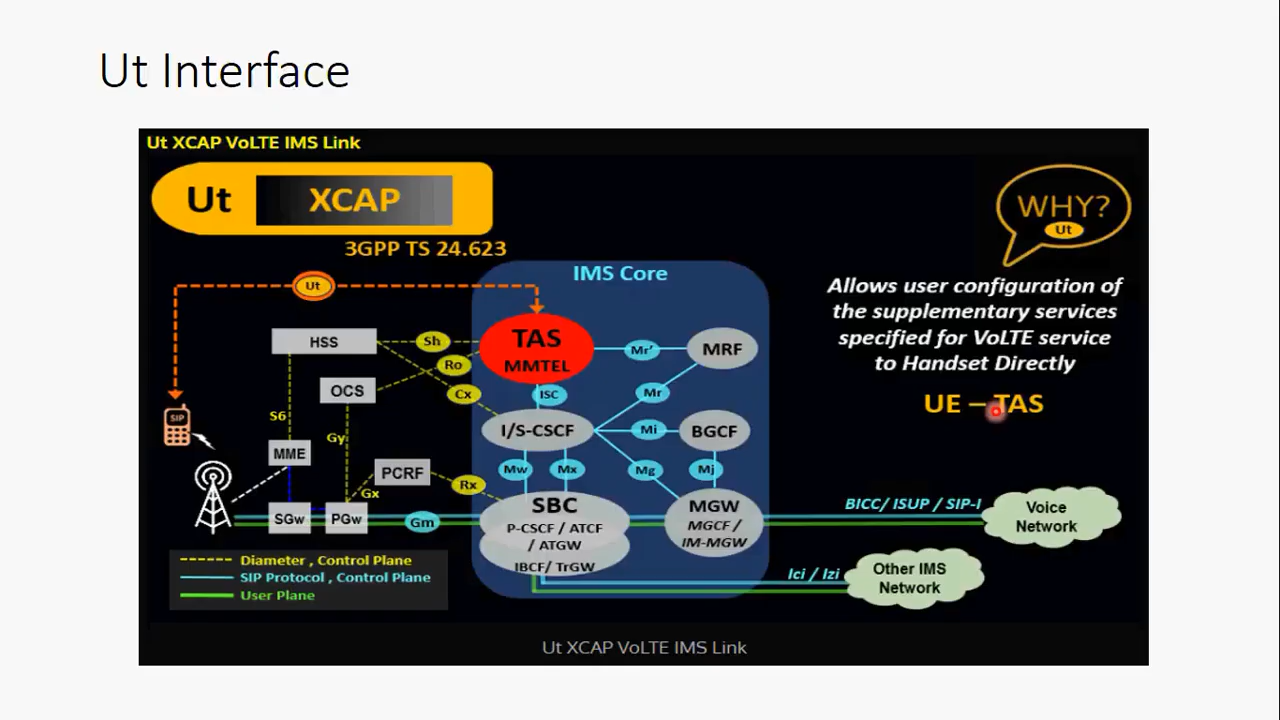 Ut Interface
Ut XCAP VoLTE IMS Link
Ut XCAP
3GPP TS 24.623
WHY?
Ut
Allows user configuration of
the supplementary services
specified for VoLTE service
to Handset Directly
UE – TAS
IMS Core
Ut
HSS
Sh
TAS
MMTEL
Mr'
MRF
Ro
OCS
Cx
ISC
Mr
SIP
S6
Gy
I/S-CSCF
Mi
BGCF
MME
PCRF
Gx
Rx
Mw
Mx
Mg
Mj
SGw
PGw
Gm
SBC
P-CSCF / ATCF
/ ATGW
IBCF/ TrGW
MGW
MGCF /
IM-MGW
BICC/ ISUP / SIP-I
Voice
Network
Ici / Izi
Other IMS
Network
Diameter , Control Plane
SIP Protocol , Control Plane
User Plane
Ut XCAP VoLTE IMS Link